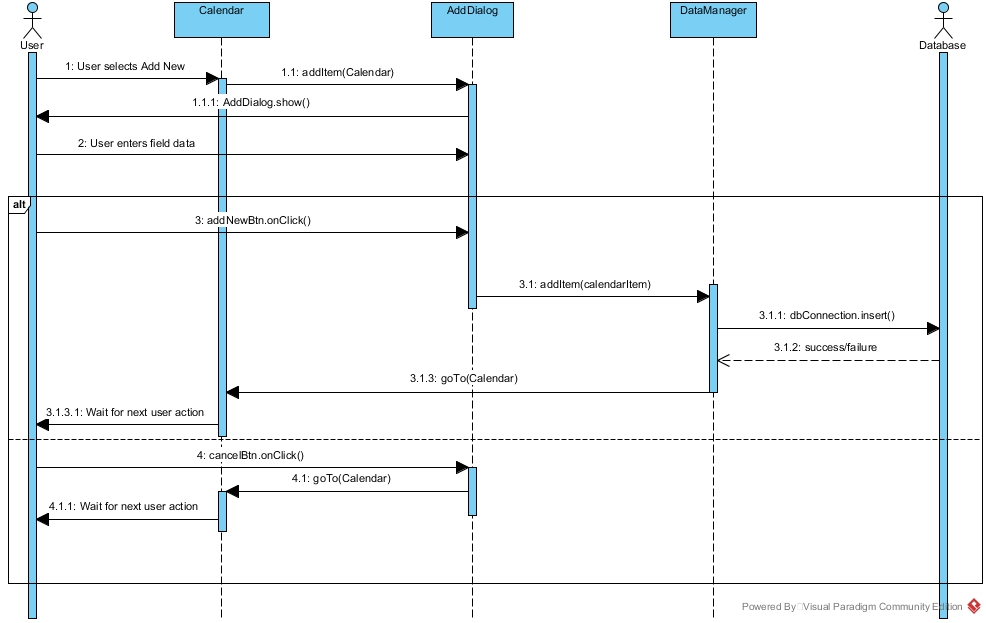 Calendar
AddDialog
DataManager
User
Database
1: User selects Add New
1.1: addItem(Calendar)
1.1.1: AddDialog.show()
2: User enters field data
alt
3: addNewBtn.onClick()
3.1: addItem(calendarItem)
3.1.1: dbConnection.insert()
3.1.2: success/failure
3.1.3: goTo(Calendar)
3.1.3.1: Wait for next user action
4: cancelBtn.onClick()
4.1: goTo(Calendar)
4.1.1: Wait for next user action
Powered By Visual Paradigm Community Edition